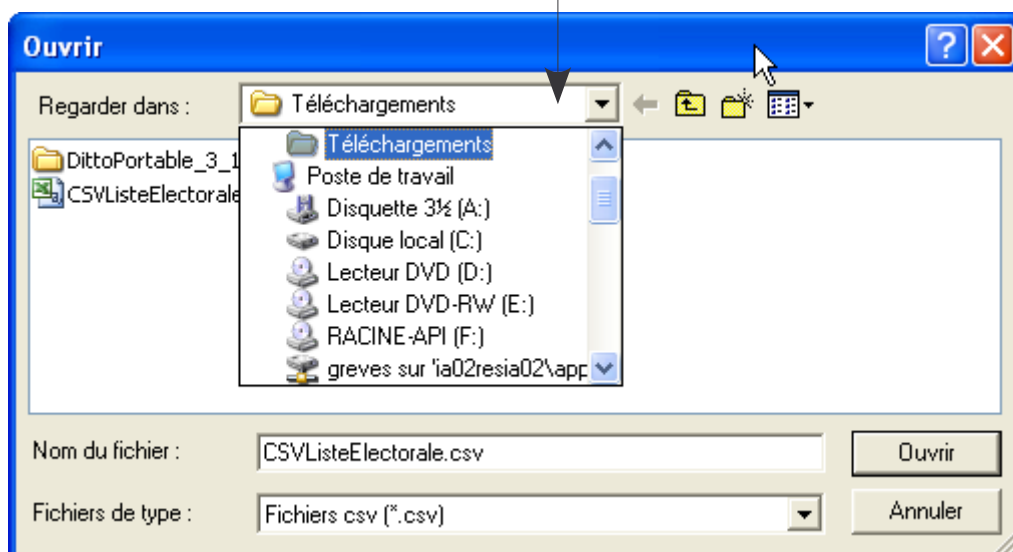 Ouvrir
Regarder dans :
Téléchargements
Téléchargements
Poste de travail
Disquette 3½ (A:)
Disque local (C:)
Lecteur DVD (D:)
Lecteur DVD-RW (E:)
RACINE-API (F:)
greves sur 'ia02resia02\app
DittoPortable_3_1
CSVListeElectorale
Nom du fichier :
CSVListeElectorale.csv
Ouvrir
Fichiers de type :
Fichiers csv (*.csv)
Annuler